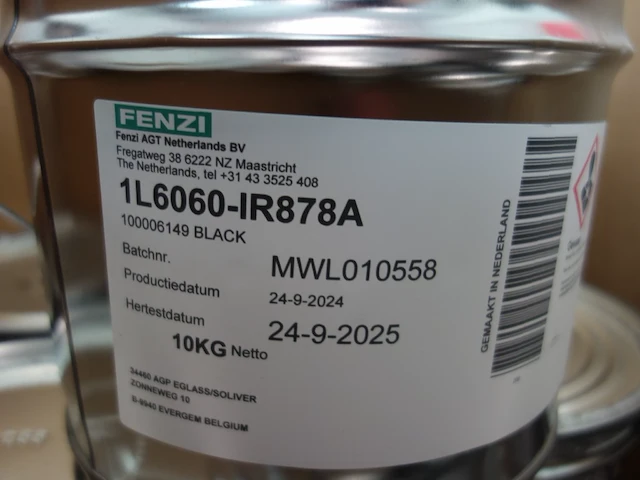 FENZI
Fenzi AGT Netherlands BV
Fregatweg 38 6222 NZ Maastricht
The Netherlands, tel +31 43 3525 408
1L6060-IR878A
100006149 BLACK
Batchnr. MWL010558
Productiedatum 24-9-2024
Hertestdatum 24-9-2025
10KG Netto
34460 AGP EGLASS/SOLIVER
ZONNEWEG 10
B-9940 EVERGEM BELGIUM
GEMAAKT IN NEDERLAND